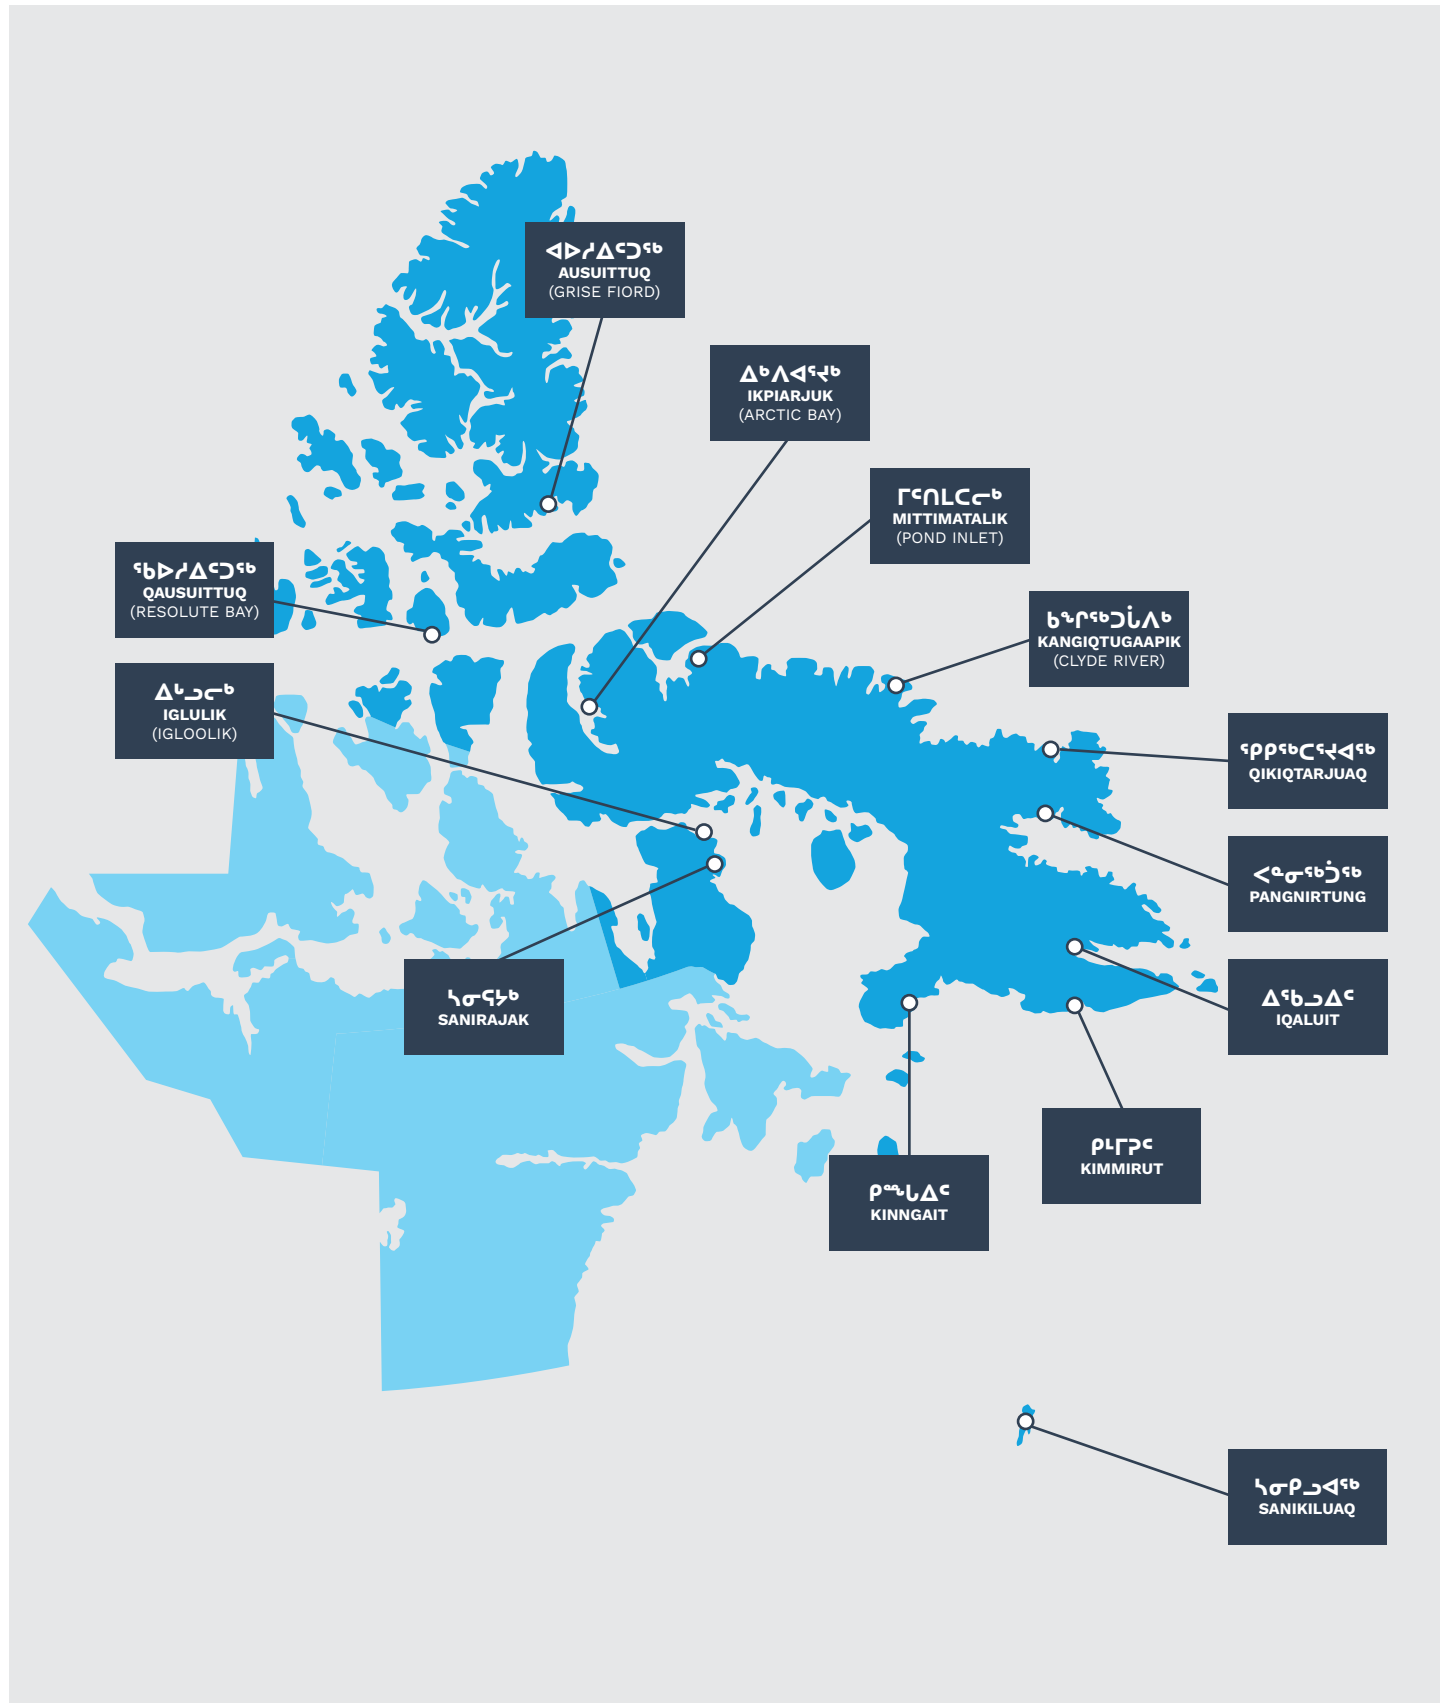 ᐊᐅᓱᐃᑦᑐᖅ
AUSUITTUQ
(GRISE FIORD)
ᐃᒃᐱᐊᕐᔪᒃ
IKPIARJUK
(ARCTIC BAY)
ᒥᑦᑎᒪᑕᓕᒃ
MITTIMATALIK
(POND INLET)
ᖃᐅᓱᐃᑦᑐᖅ
QAUSUITTUQ
(RESOLUTE BAY)
ᑲᖏᖅᑐᒑᐱᒃ
KANGIQTUGAAPIK
(CLYDE RIVER)
ᐃᒡᓗᓕᒃ
IGLULIK
(IGLOOLIK)
ᕿᑭᖅᑕᕐᔪᐊᖅ
QIKIQTARJUAQ
ᐸᓐᓂᖅᑑᖅ
PANGNIRTUNG
ᓴᓂᕋᔭᒃ
SANIRAJAK
ᐃᖃᓗᐃᑦ
IQALUIT
ᑭᒻᒥᕈᑦ
KIMMIRUT
ᑭᙵᐃᑦ
KINNGAIT
ᓴᓂᑭᓗᐊᖅ
SANIKILUAQ